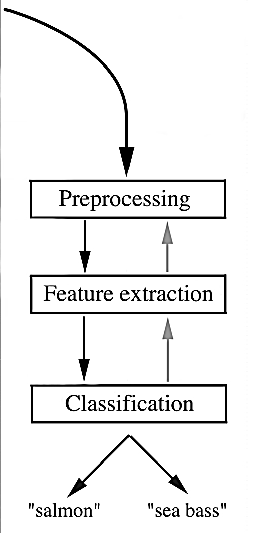 Preprocessing
Feature extraction
Classification
"salmon" "sea bass"